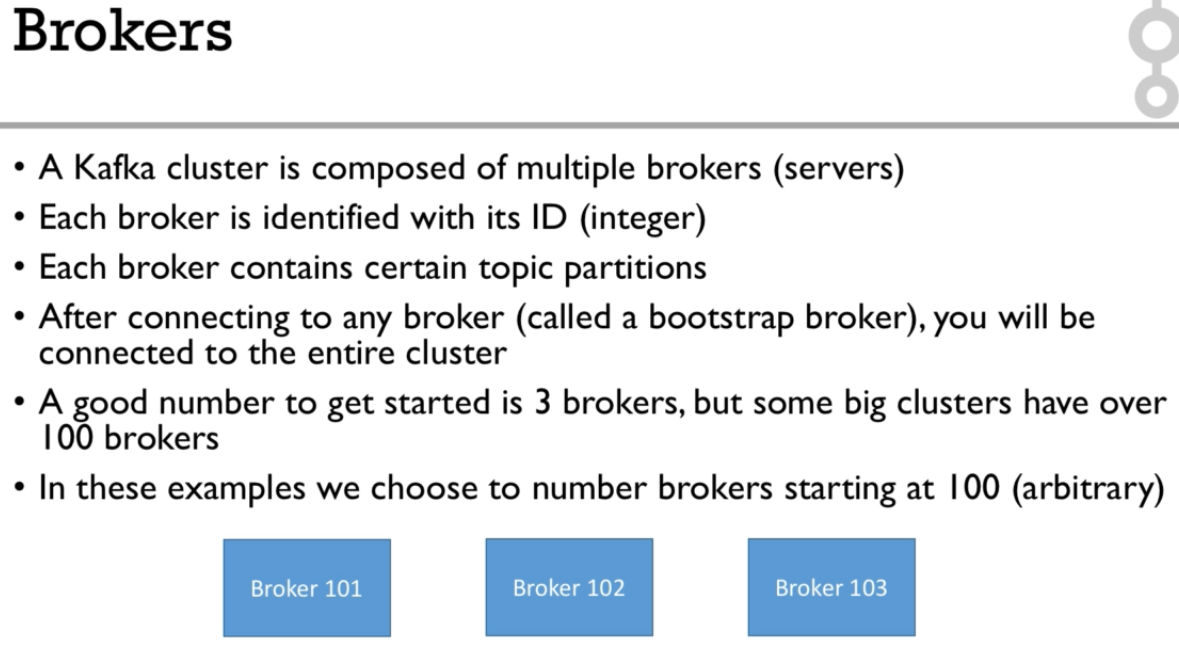 Brokers
• A Kafka cluster is composed of multiple brokers (servers)
• Each broker is identified with its ID (integer)
• Each broker contains certain topic partitions
• After connecting to any broker (called a bootstrap broker), you will be
connected to the entire cluster
• A good number to get started is 3 brokers, but some big clusters have over
100 brokers
• In these examples we choose to number brokers starting at 100 (arbitrary)
Broker 101
Broker 102
Broker 103